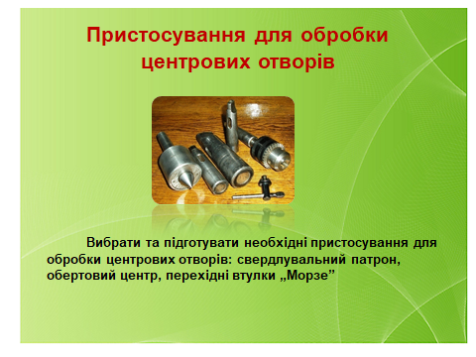 Пристосування для обробки
центрових отворів
Вибрати та підготувати необхідні пристосування для
обробки центрових отворів: свердлувальний патрон,
обертовий центр, перехідні втулки „Морзе”